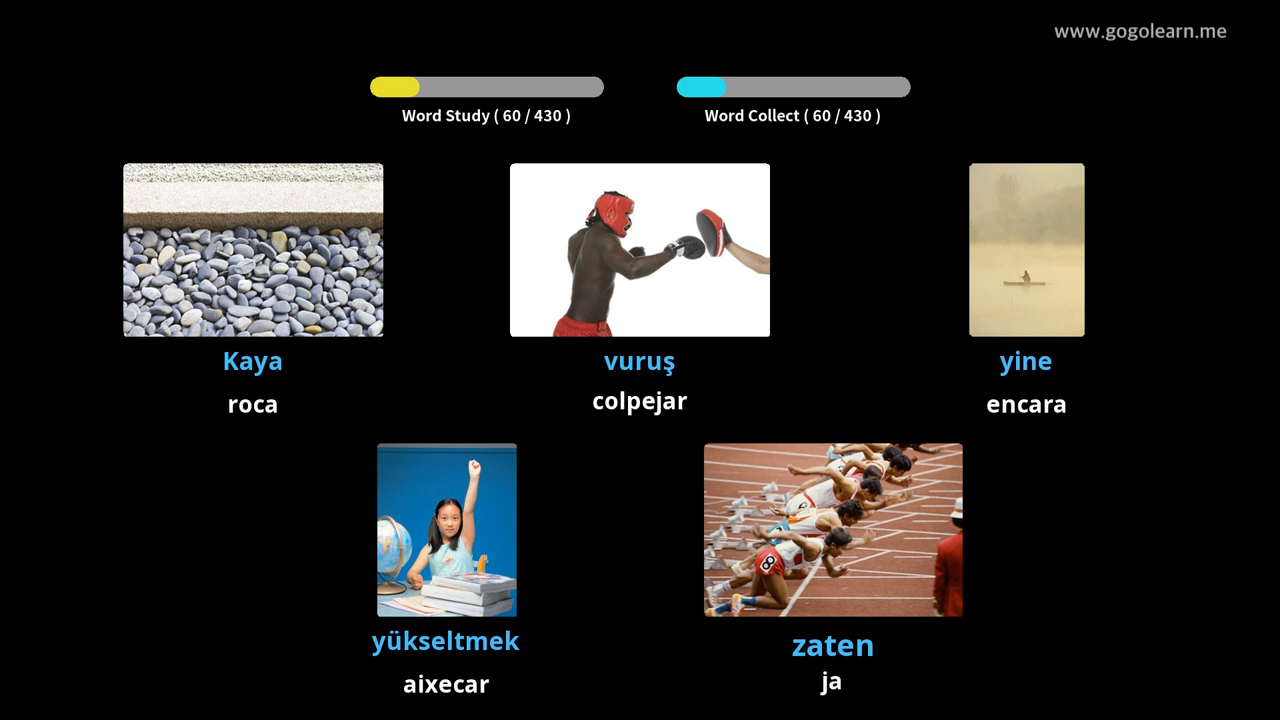 www.gogolearn.me
Word Study ( 60 / 430 )
Word Collect ( 60 / 430 )
Kaya
roca
vuruş
colpejar
yine
encara
yükseltmek
aixecar
8
zaten
ja